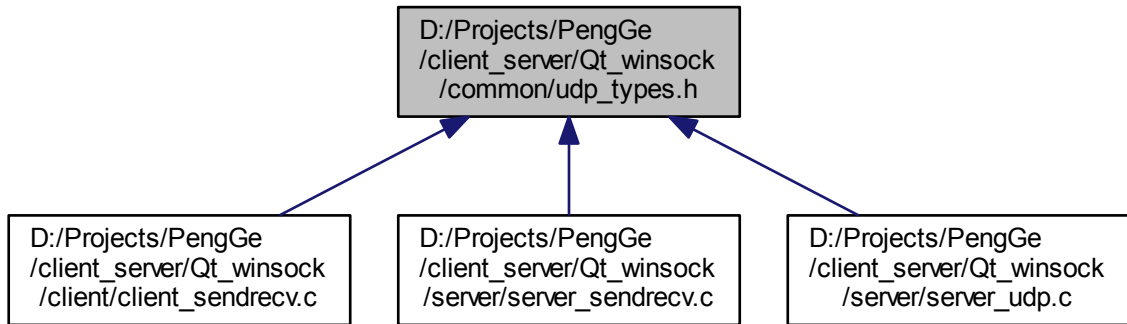 D:/Projects/PengGe
/client_server/Qt_winsock
/common/udp_types.h
D:/Projects/PengGe
/client_server/Qt_winsock
/client/client_sendrecv.c
D:/Projects/PengGe
/client_server/Qt_winsock
/server/server_sendrecv.c
D:/Projects/PengGe
/client_server/Qt_winsock
/server/server_udp.c